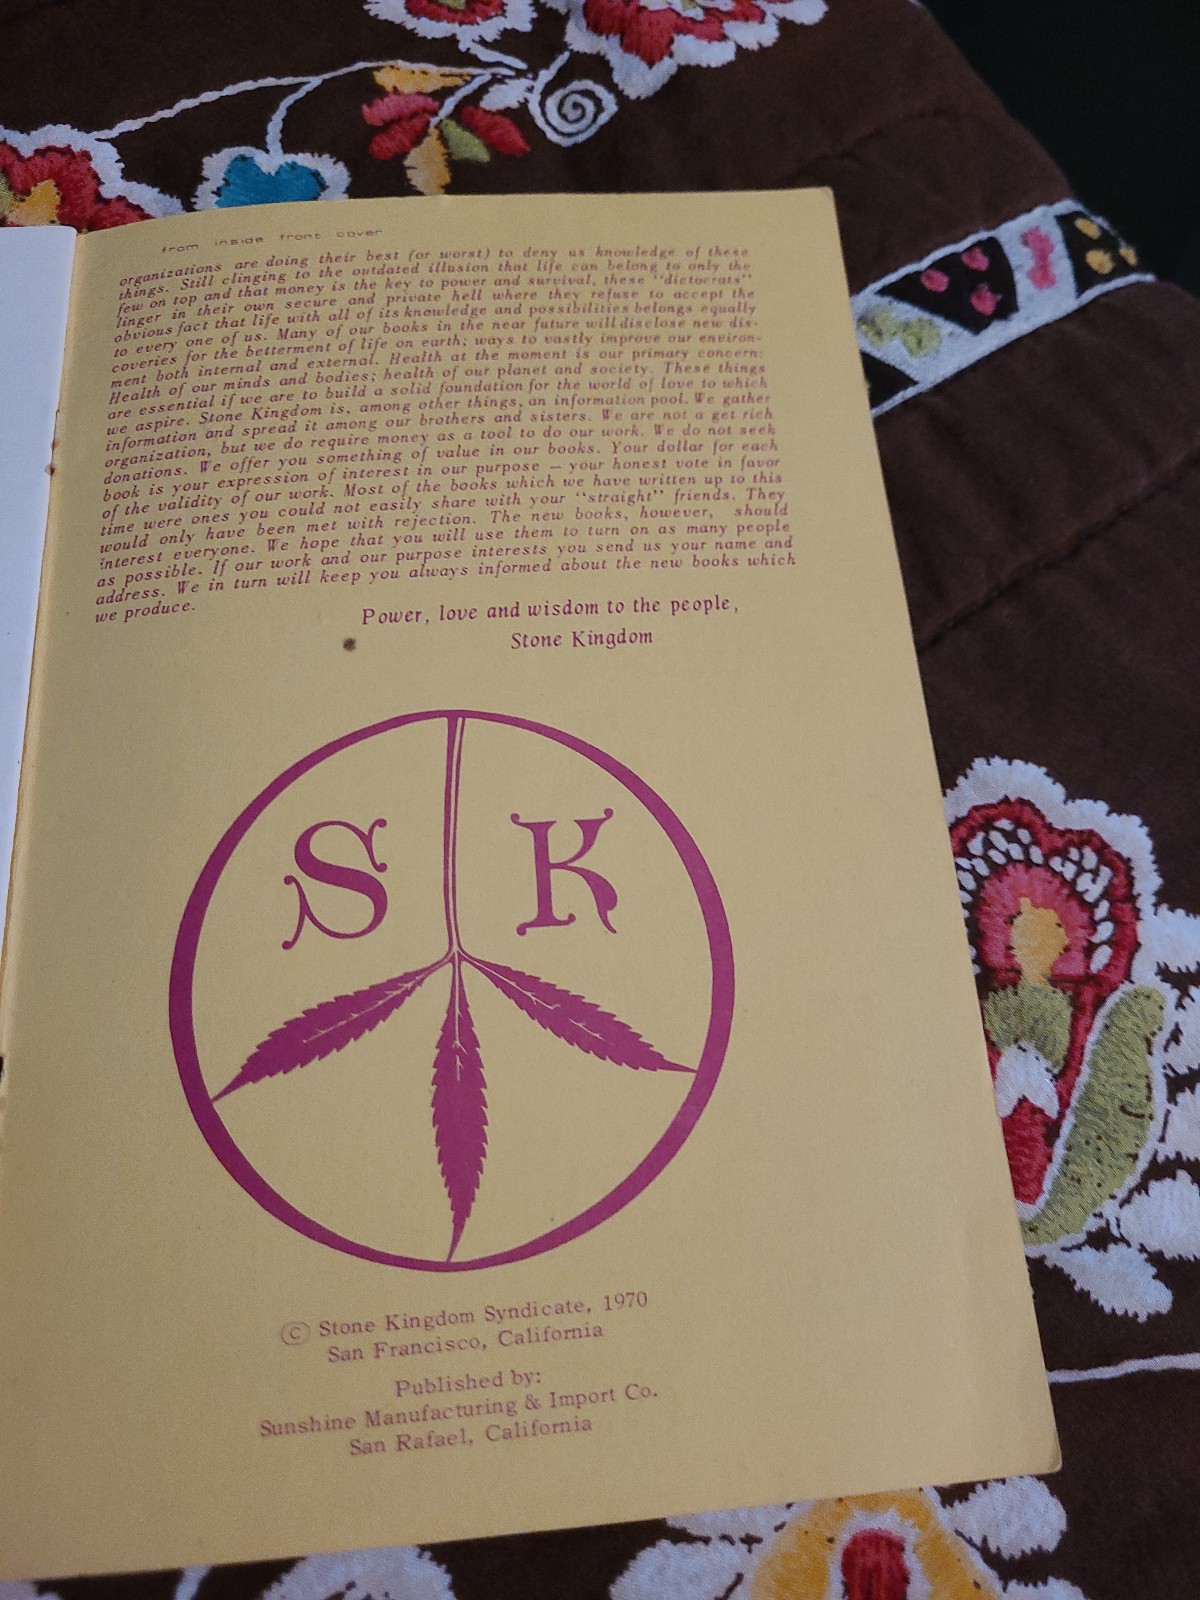 from inside front cover
organizations are doing their best (or worst) to deny us knowledge of these
things. Still clinging to the outdated illusion that life can belong to only the
few on top and that money is the key to power and survival, these "dictocrats"
linger in their own secure and private hell where they refuse to accept the
obvious fact that life with all of its knowledge and possibilities belongs equally
to every one of us. Many of our books in the near future will disclose new dis-
coveries for the betterment of life on earth; ways to vastly improve our environ-
ment both internal and external. Health at the moment is our primary concern:
Health of our minds and bodies; health of our planet and society. These things
are essential if we are to build a solid foundation for the world of love to which
we aspire. Stone Kingdom is, among other things, an information pool. We gather
information and spread it among our brothers and sisters. We are not a get rich
organization, but we do require money as a tool to do our work. We do not seek
donations. We offer you something of value in our books. Your dollar for each
book is your expression of interest in our purpose — your honest vote in favor
of the validity of our work. Most of the books which we have written up to this
time were ones you could not easily share with your "straight" friends. They
would only have been met with rejection. The new books, however, should
interest everyone. We hope that you will use them to turn on as many people
as possible. If our work and our purpose interests you send us your name and
address. We in turn will keep you always informed about the new books which
we produce.
Power, love and wisdom to the people,
Stone Kingdom
S K
© Stone Kingdom Syndicate, 1970
San Francisco, California
Published by:
Sunshine Manufacturing & Import Co.
San Rafael, California